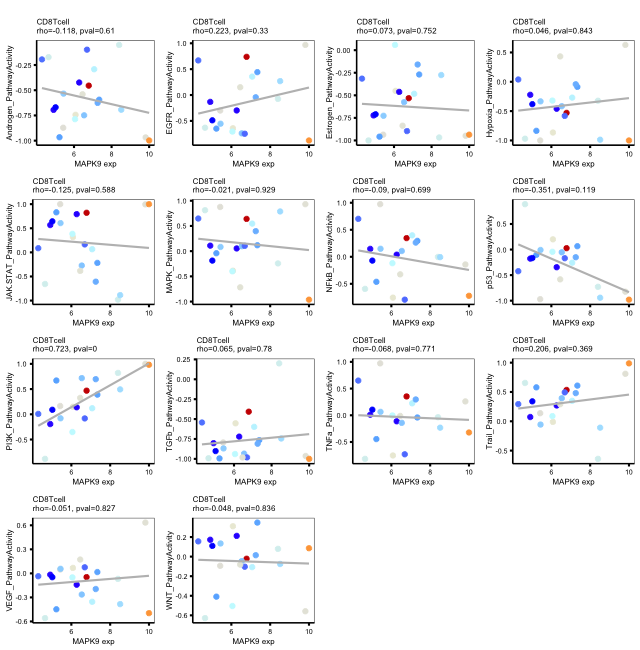 CD8Tcell
rho=-0.118, pval=0.61
Androgen_PathwayActivity
0.00
-0.25
-0.50
-0.75
-1.00
6
8
10
MAPK9 exp
CD8Tcell
rho=0.223, pval=0.33
EGFR_PathwayActivity
1.0
0.5
0.0
-0.5
6
8
10
MAPK9 exp
CD8Tcell
rho=0.073, pval=0.752
Estrogen_PathwayActivity
0.00
-0.25
-0.50
-0.75
-1.00
6
8
10
MAPK9 exp
CD8Tcell
rho=0.046, pval=0.843
Hypoxia_PathwayActivity
0.5
0.0
-0.5
-1.0
6
8
10
MAPK9 exp
CD8Tcell
rho=-0.125, pval=0.588
JAK-STAT_PathwayActivity
1.0
0.5
0.0
-0.5
-1.0
6
8
10
MAPK9 exp
CD8Tcell
rho=-0.021, pval=0.929
MAPK_PathwayActivity
1.0
0.5
0.0
-0.5
-1.0
6
8
10
MAPK9 exp
CD8Tcell
rho=-0.09, pval=0.699
NFkB_PathwayActivity
1.0
0.5
0.0
-0.5
6
8
10
MAPK9 exp
CD8Tcell
rho=-0.351, pval=0.119
p53_PathwayActivity
0.5
0.0
-0.5
-1.0
6
8
10
MAPK9 exp
CD8Tcell
rho=0.723, pval=0
PI3K_PathwayActivity
1.0
0.5
0.0
-0.5
6
8
10
MAPK9 exp
CD8Tcell
rho=0.065, pval=0.78
TGFb_PathwayActivity
0.25
0.00
-0.25
-0.50
-0.75
-1.00
6
8
10
MAPK9 exp
CD8Tcell
rho=-0.068, pval=0.771
TNFa_PathwayActivity
1.0
0.5
0.0
-0.5
6
8
10
MAPK9 exp
CD8Tcell
rho=0.206, pval=0.369
Trail_PathwayActivity
1.0
0.5
0.0
-0.5
6
8
10
MAPK9 exp
CD8Tcell
rho=-0.051, pval=0.827
VEGF_PathwayActivity
0.6
0.3
0.0
-0.3
-0.6
6
8
10
MAPK9 exp
CD8Tcell
rho=-0.048, pval=0.836
WNT_PathwayActivity
0.2
0.0
-0.2
-0.4
-0.6
6
8
10
MAPK9 exp